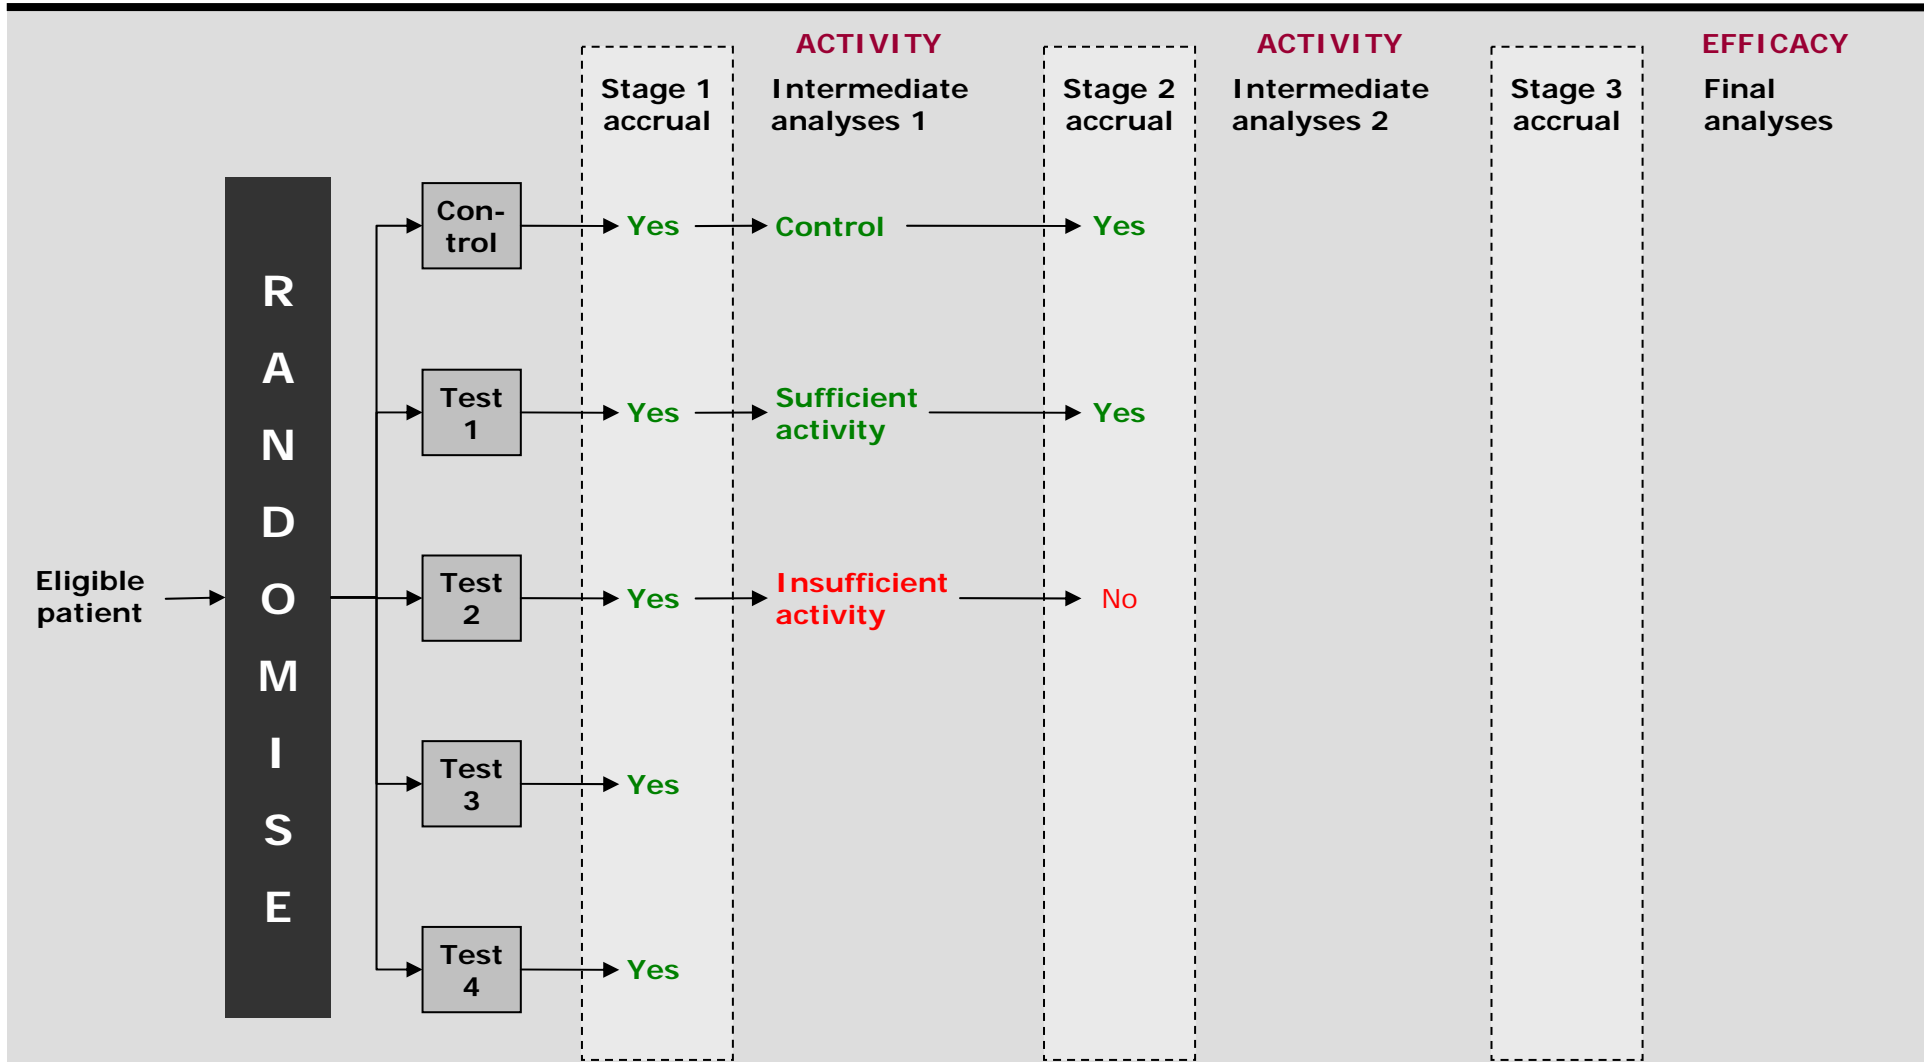 ACTIVITY
ACTIVITY
EFFICACY
Stage 1
accrual
Intermediate
analyses 1
Stage 2
accrual
Intermediate
analyses 2
Stage 3
accrual
Final
analyses
Eligible
patient
R
A
N
D
O
M
I
S
E
Con-
trol
Yes
Control
Yes
Test
1
Yes
Sufficient
activity
Yes
Test
2
Yes
Insufficient
activity
No
Test
3
Yes
Test
4
Yes